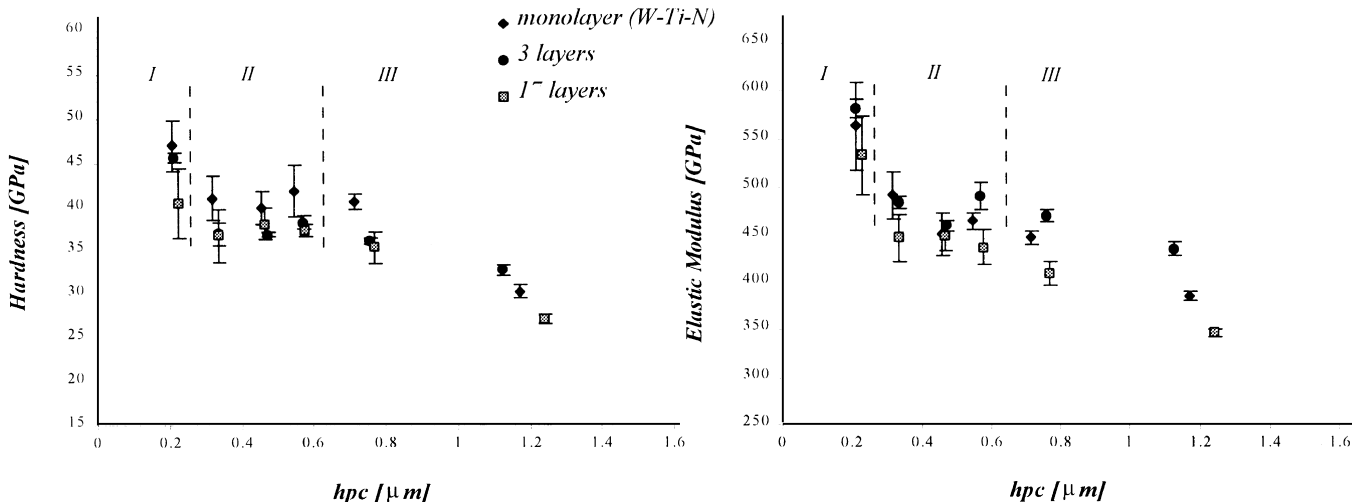 monolayer (W-Ti-N)
3 layers
17 layers
I II III
60
55
50
45
40
35
30
25
20
15
Hardness [GPa]
0 0.2 0.4 0.6 0.8 1 1.2 1.4 1.6
hpc [μm]
I II III
650
600
550
500
450
400
350
300
250
Elastic Modulus [GPa]
0 0.2 0.4 0.6 0.8 1 1.2 1.4 1.6
hpc [μm]